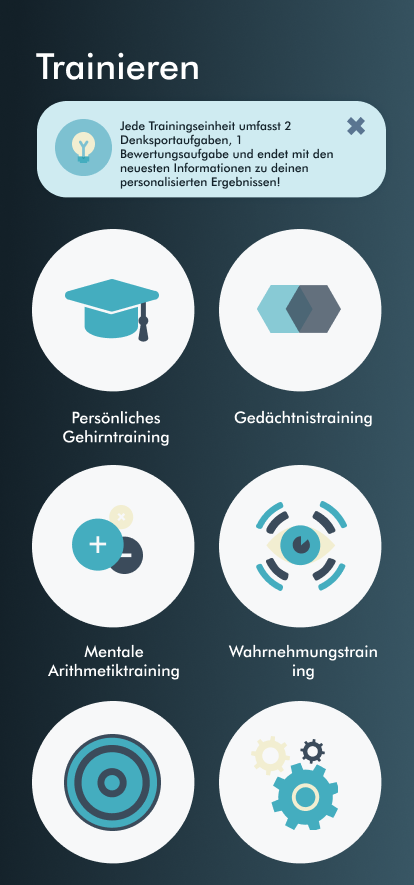 Trainieren
Jede Trainingseinheit umfasst 2
Denksportaufgaben, 1
Bewertungsaufgabe und endet mit den
neuesten Informationen zu deinen
personalisierten Ergebnissen!
Persönliches
Gehirntraining
Gedächtnistraining
Mentale
Arithmetiktraining
Wahrnehmungstrain
ing